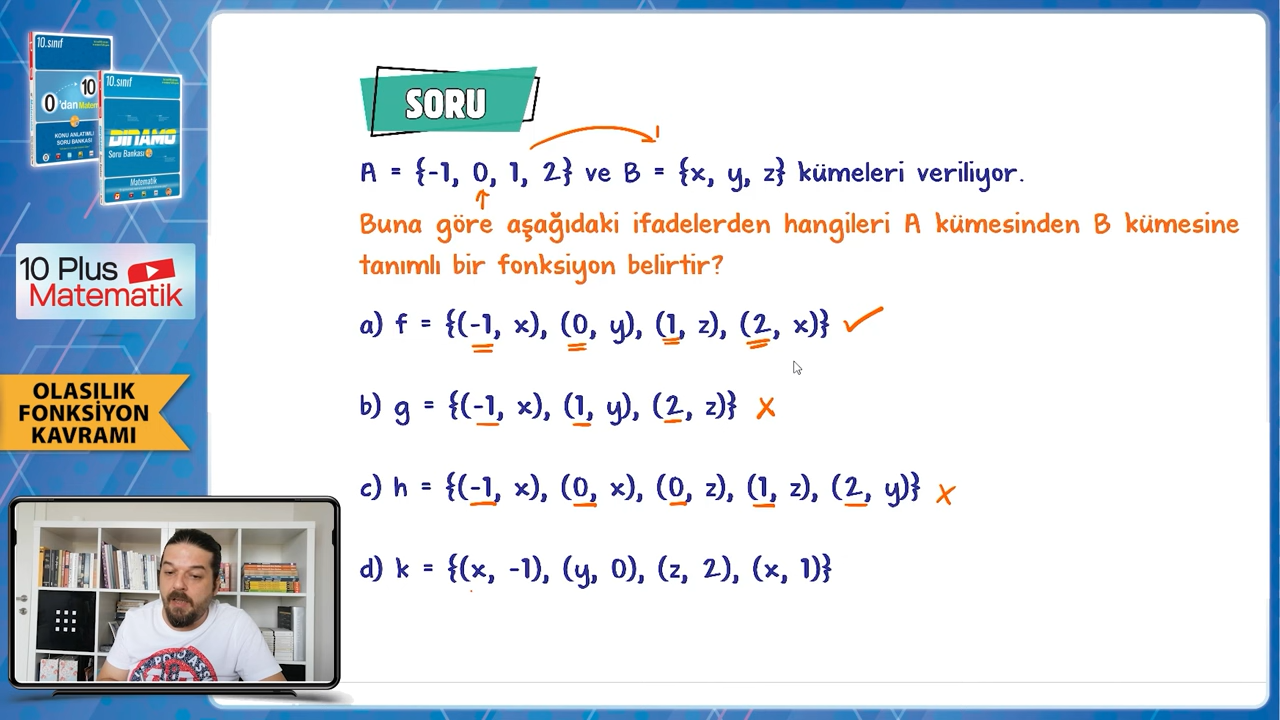 10.sınıf
0'dan 10
KONU ANLATIMLI
SORU BANKASI
10.sınıf
DINAMO
Soru Bankası
Matematik
10 Plus
Matematik
OLASILIK
FONKSİYON
KAVRAMI
SORU
A = {-1, 0, 1, 2} ve B = {x, y, z} kümeleri veriliyor.
Buna göre aşağıdaki ifadelerden hangileri A kümesinden B kümesine
tanımlı bir fonksiyon belirtir?
a) f = {(-1, x), (0, y), (1, z), (2, x)} ✓
b) g = {(-1, x), (1, y), (2, z)} x
c) h = {(-1, x), (0, x), (0, z), (1, z), (2, y)} x
d) k = {(x, -1), (y, 0), (z, 2), (x, 1)}